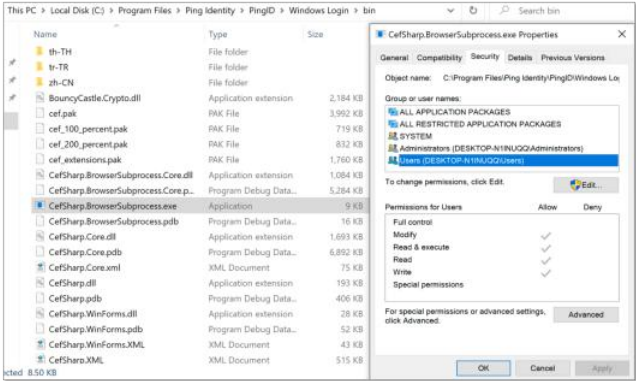 This PC > Local Disk (C:) > Program Files > Ping Identity > PingID > Windows Login > bin
Search bin
Name Type Size
th-TH File folder
tr-TR File folder
zh-CN File folder
BouncyCastle.Crypto.dll Application extension 2,184 KB
cef.pak PAK File 3,992 KB
cef_100_percent.pak PAK File 719 KB
cef_200_percent.pak PAK File 832 KB
cef_extensions.pak PAK File 1,760 KB
CefSharp.BrowserSubprocess.Core.dll Application extension 1,084 KB
CefSharp.BrowserSubprocess.Core.p... Program Debug Data... 5,284 KB
CefSharp.BrowserSubprocess.exe Application 9 KB
CefSharp.BrowserSubprocess.pdb Program Debug Data... 16 KB
CefSharp.Core.dll Application extension 1,693 KB
CefSharp.Core.pdb Program Debug Data... 6,892 KB
CefSharp.Core.xml XML Document 75 KB
CefSharp.dll Application extension 193 KB
CefSharp.pdb Program Debug Data... 406 KB
CefSharp.WinForms.dll Application extension 28 KB
CefSharp.WinForms.pdb Program Debug Data... 52 KB
CefSharp.WinForms.XML XML Document 43 KB
CefSharp.XML XML Document 515 KB
ected 8.50 KB
CefSharp.BrowserSubprocess.exe Properties
General Compatibility Security Details Previous Versions
Object name: C:\Program Files\Ping Identity\PingID\Windows Log
Group or user names:
ALL APPLICATION PACKAGES
ALL RESTRICTED APPLICATION PACKAGES
SYSTEM
Administrators (DESKTOP-N1INUQQ\Administrators)
Users (DESKTOP-N1INUQQ\Users)
To change permissions, click Edit.
Edit...
Permissions for Users Allow Deny
Full control
Modify
Read & execute
Read
Write
Special permissions
For special permissions or advanced settings,
click Advanced.
Advanced
OK Cancel Apply